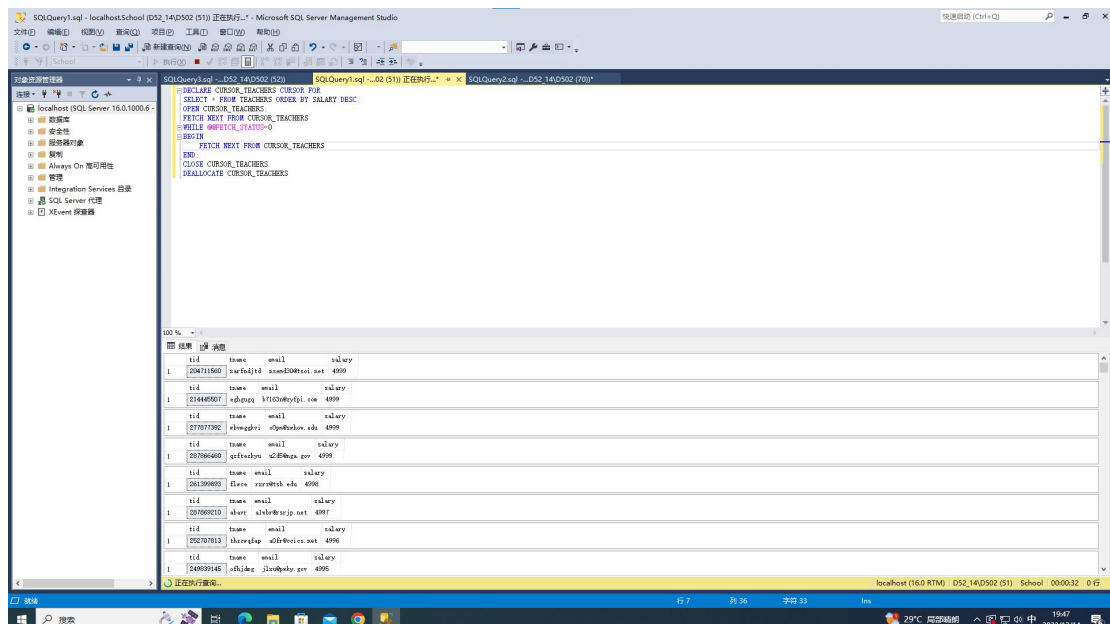 SQLQuery1.sql - localhost.School (D52_14\D502 (51)) 正在执行...* - Microsoft SQL Server Management Studio
快速启动 (Ctrl+Q)
文件(F) 编辑(E) 视图(V) 查询(Q) 项目(P) 工具(T) 窗口(W) 帮助(H)
新建查询(N)
School 执行(X)
对象资源管理器
SQLQuery3.sql -...D52_14\D502 (52)) SQLQuery1.sql -...02 (51)) 正在执行...* SQLQuery2.sql -...D52_14\D502 (70))*
连接
localhost (SQL Server 16.0.1000.6 -
数据库
安全性
服务器对象
复制
Always On 高可用性
管理
Integration Services 目录
SQL Server 代理
XEvent 探查器
DECLARE CURSOR_TEACHERS CURSOR FOR
SELECT * FROM TEACHERS ORDER BY SALARY DESC
OPEN CURSOR_TEACHERS
FETCH NEXT FROM CURSOR_TEACHERS
WHILE @@FETCH_STATUS=0
BEGIN
FETCH NEXT FROM CURSOR_TEACHERS
END
CLOSE CURSOR_TEACHERS
DEALLOCATE CURSOR_TEACHERS
100 %
结果 消息
tid tname email salary
1 204711560 4999
tid tname email salary
1 214445507 4999
tid tname email salary
1 277877392 4999
tid tname email salary
1 287866460 4999
tid tname email salary
1 261399893 4998
tid tname email salary
1 287869210 4997
tid tname email salary
1 252707813 4996
tid tname email salary
1 249839145 4995
正在执行查询... localhost (16.0 RTM) D52_14\D502 (51) School 00:00:32 0 行
就绪 行 7 列 36 字符 33 Ins
搜索 29°C 局部晴朗 中 19:47